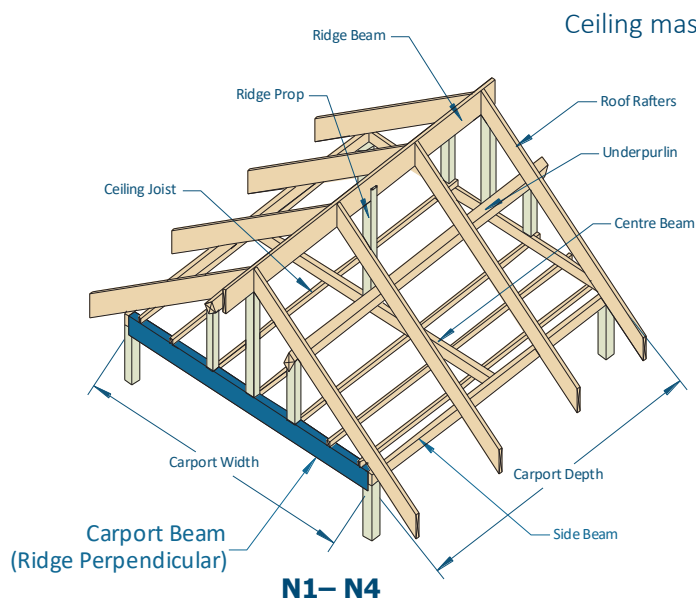 Ceiling mas
Ridge Beam
Ridge Prop
Roof Rafters
Underpurlin
Ceiling Joist
Centre Beam
Carport Width
Carport Depth
Carport Beam
(Ridge Perpendicular)
Side Beam
N1– N4